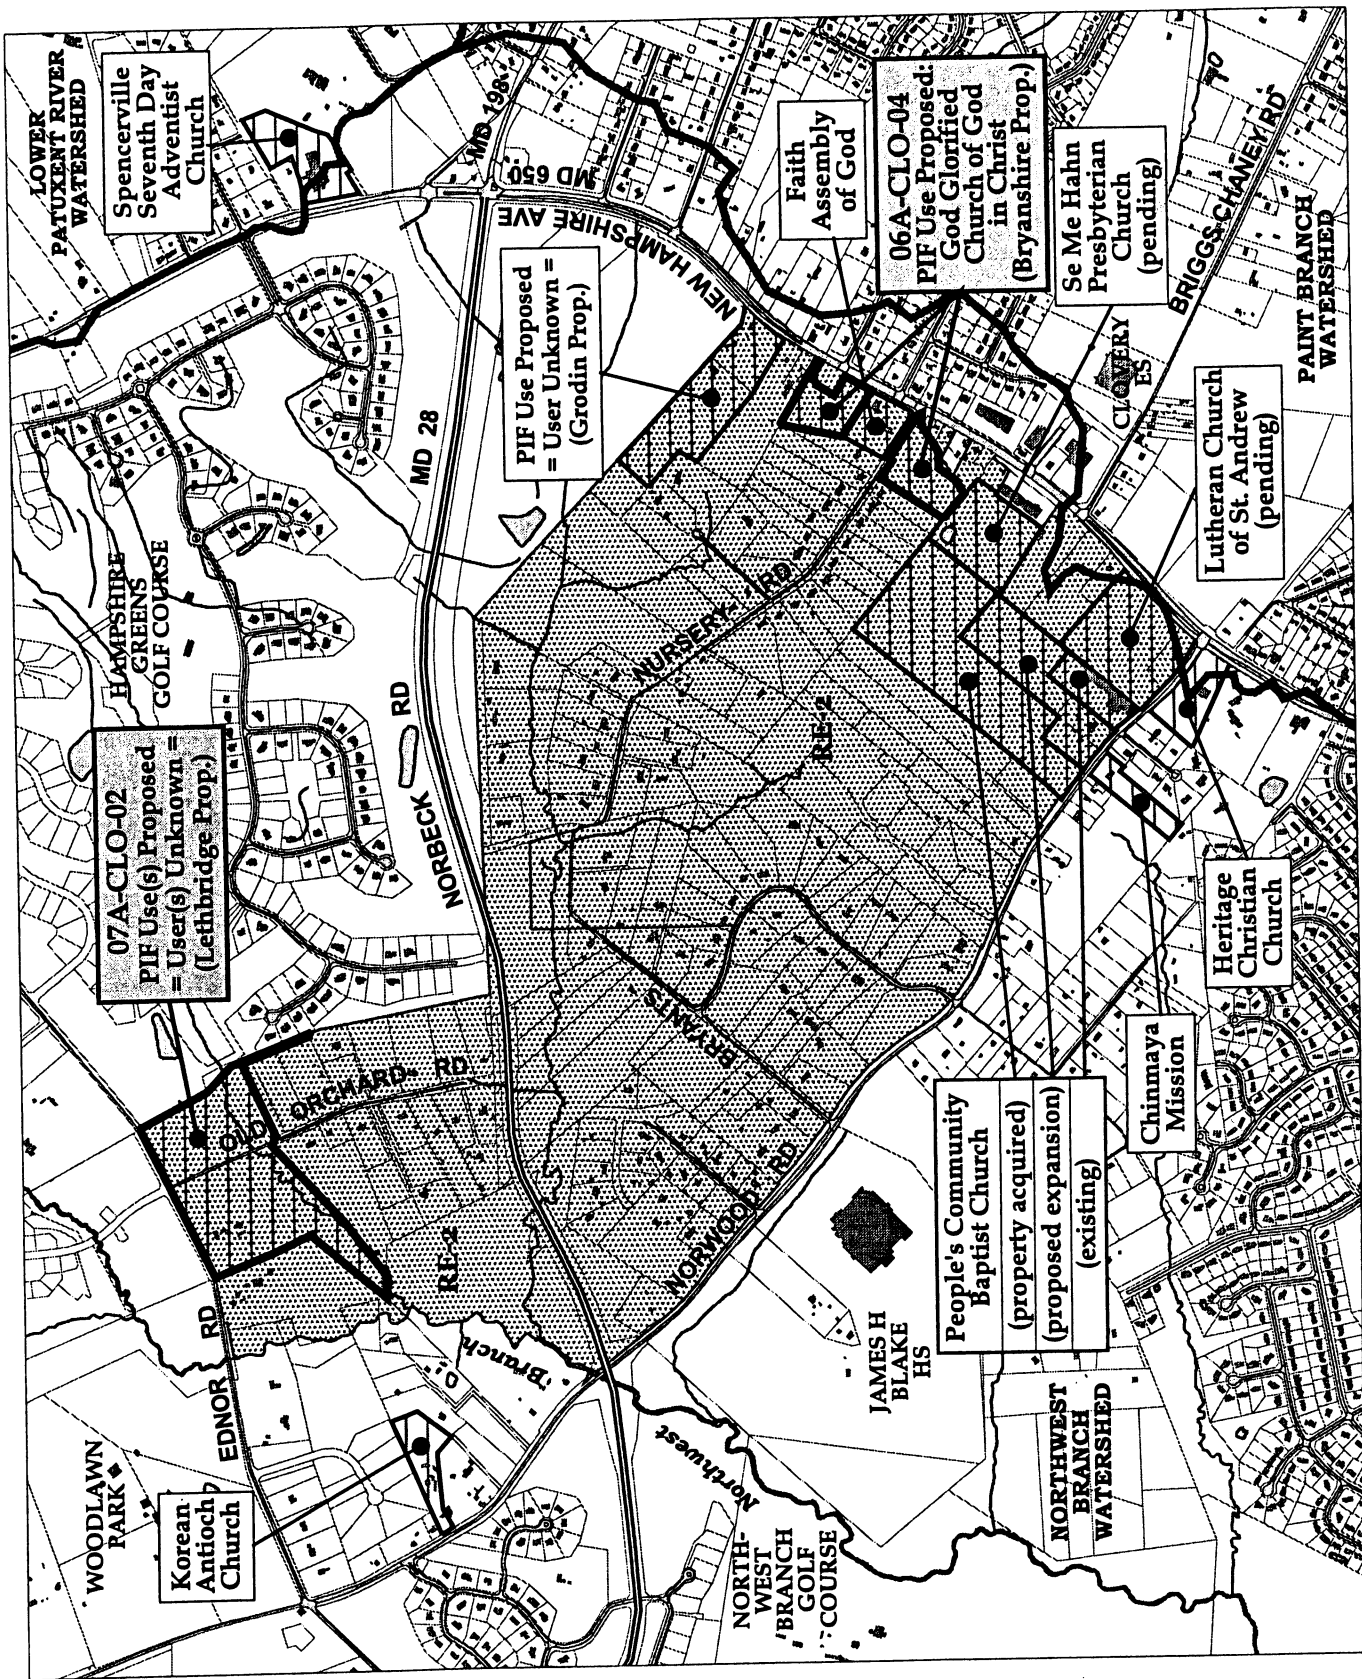 LOWER
PATUXENT RIVER
WATERSHED
Spencerville
Seventh Day
Adventist
Church
MD 198
MD 650
NEW HAMPSHIRE AVE
Faith
Assembly
of God
06A-CLO-04
PIF Use Proposed:
God Glorified
Church of God
in Christ
(Bryanshire Prop.)
Se Me Hahn
Presbyterian
Church
(pending)
BRIGGS CHANEY RD
CLOVERY
ES
PAINT BRANCH
WATERSHED
Lutheran Church
of St. Andrew
(pending)
PIF Use Proposed
= User Unknown =
(Grodin Prop.)
MD 28
HAMPSHIRE
GREENS
GOLF COURSE
NORBECK RD
NURSERY RD
RE-2
07A-CLO-02
PIF Use(s) Proposed
= User(s) Unknown =
(Lethbridge Prop.)
Heritage
Christian
Church
Chinmaya
Mission
BRYANTS
OLD ORCHARD RD
RE-2
NORWOOD RD
People's Community
Baptist Church
(property acquired)
(proposed expansion)
(existing)
JAMES H
BLAKE
HS
EDNOR RD
Northwest Branch
NORTHWEST
BRANCH
WATERSHED
WOODLAWN
PARK
Korean
Antioch
Church
NORTH-
WEST
BRANCH
GOLF
COURSE